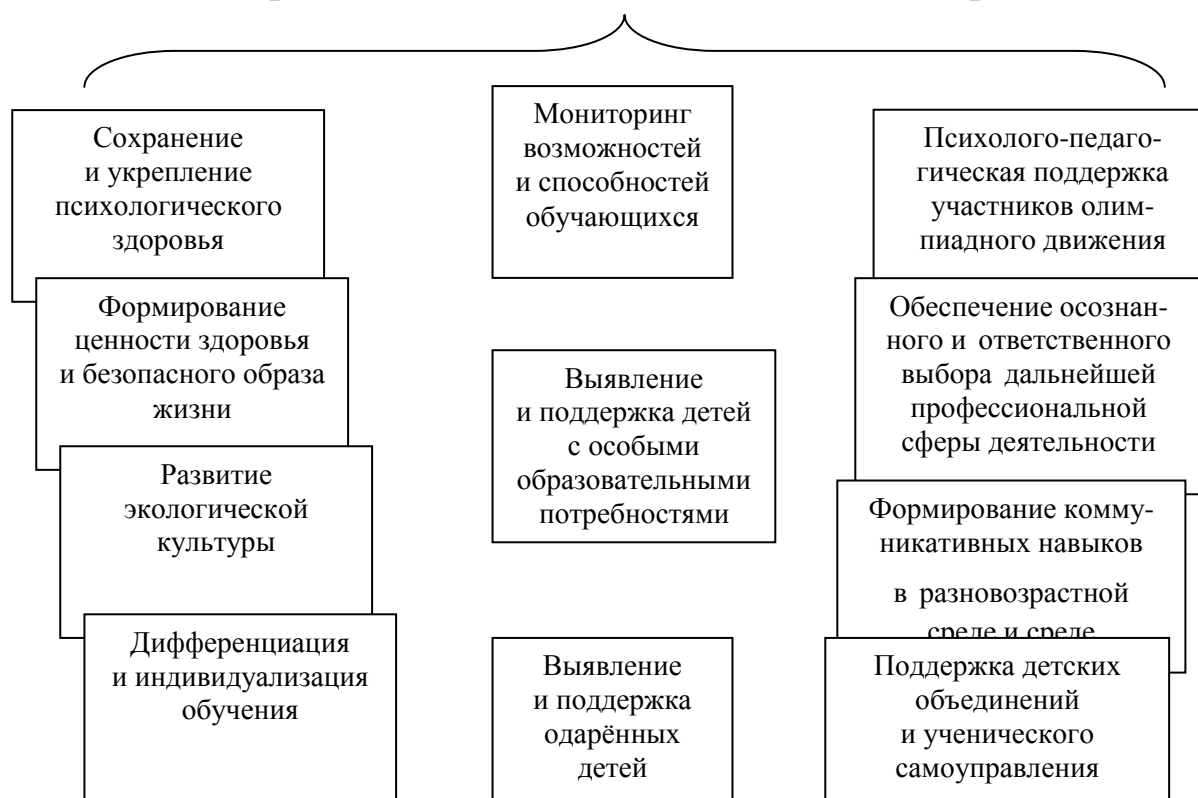 Сохранение
и укрепление
психологического
здоровья
Формирование
ценности здоровья
и безопасного образа
жизни
Развитие
экологической
культуры
Дифференциация
и индивидуализация
обучения
Мониторинг
возможностей
и способностей
обучающихся
Выявление
и поддержка детей
с особыми
образовательными
потребностями
Выявление
и поддержка
одарённых
детей
Психолого-педаго-
гическая поддержка
участников олим-
пиадного движения
Обеспечение осознан-
ного и ответственного
выбора дальнейшей
профессиональной
сферы деятельности
Формирование комму-
никативных навыков
в разновозрастной
среде и среде
Поддержка детских
объединений
и ученического
самоуправления